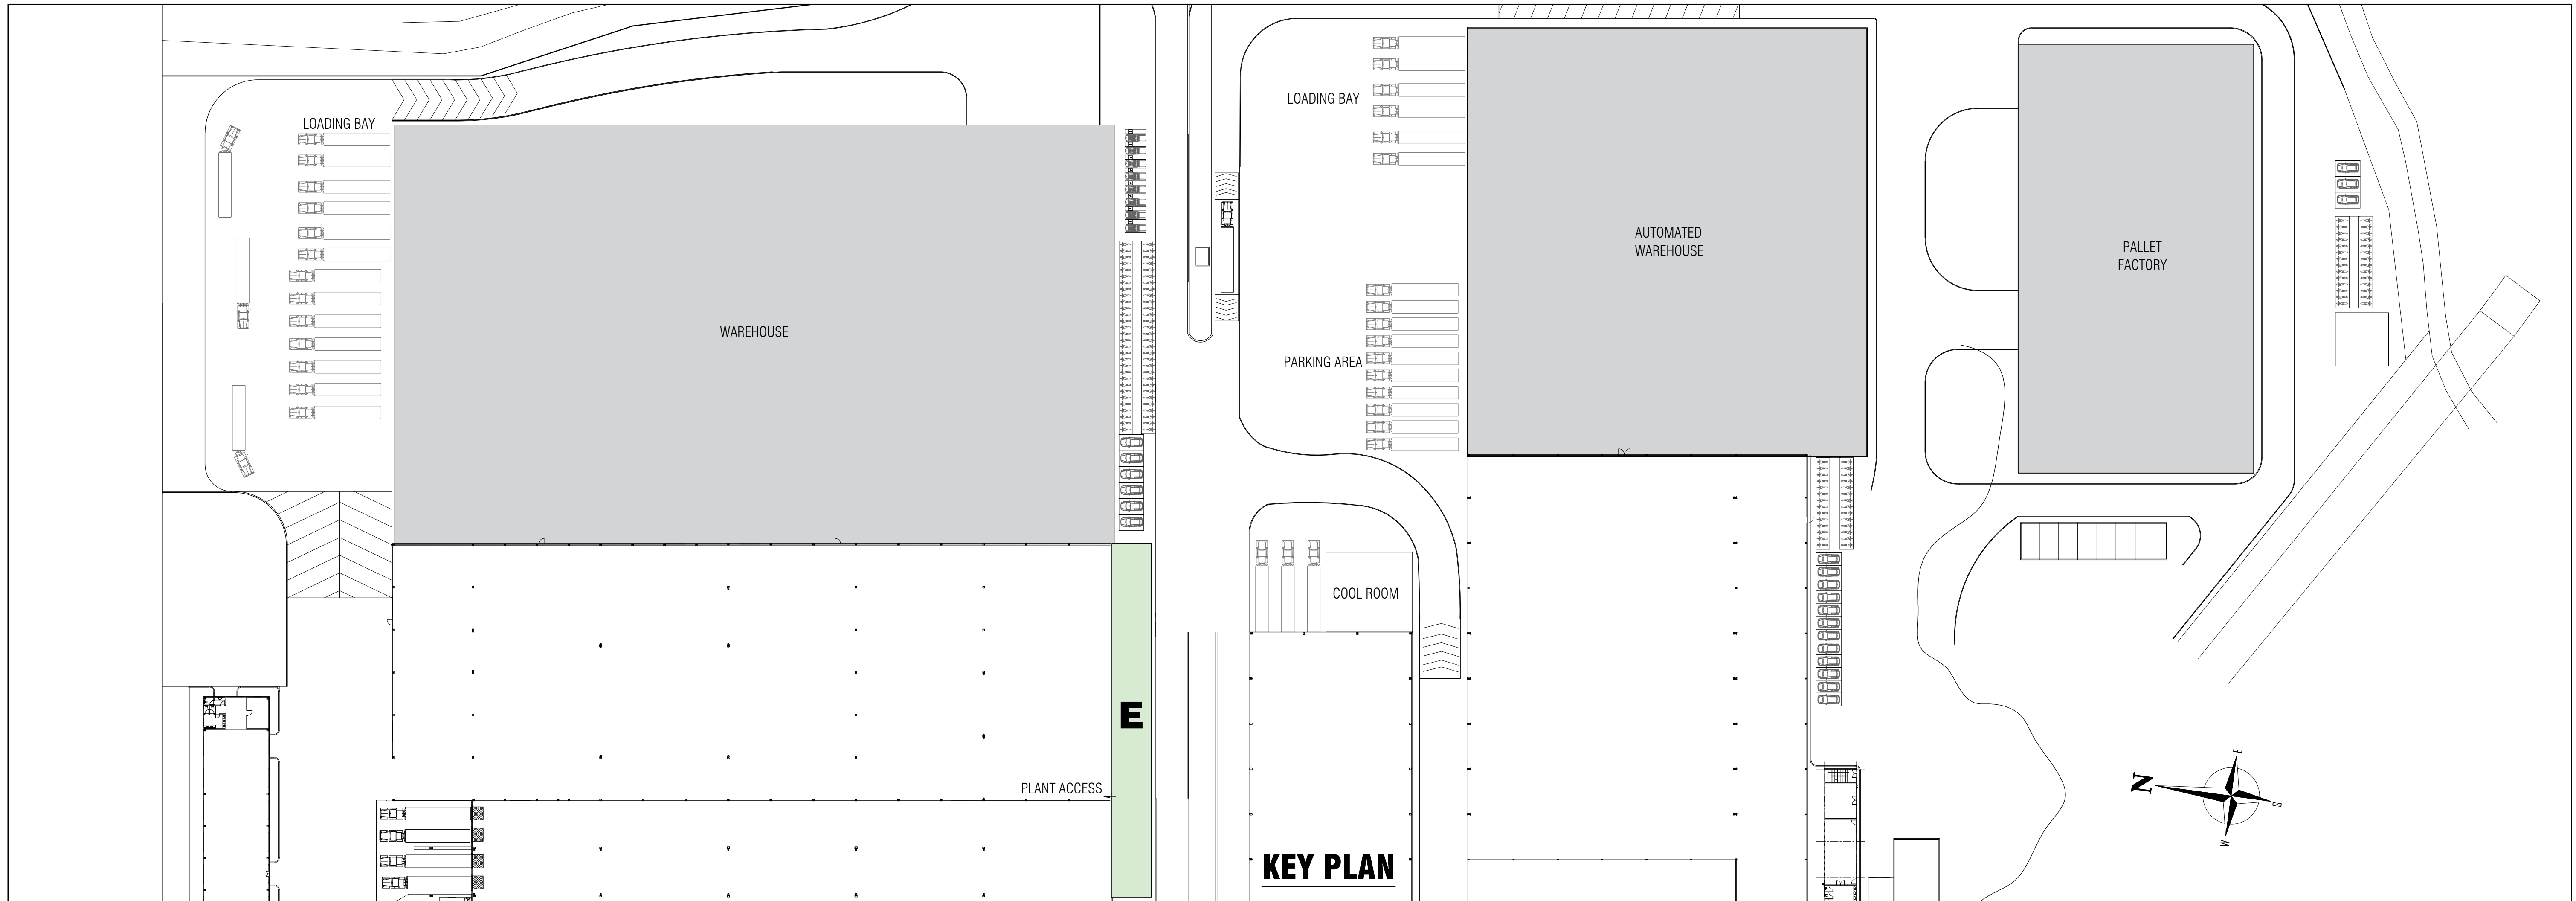 LOADING BAY
LOADING BAY
AUTOMATED
WAREHOUSE
PALLET
FACTORY
WAREHOUSE
PARKING AREA
COOL ROOM
E
PLANT ACCESS
KEY PLAN
N
E
S
W